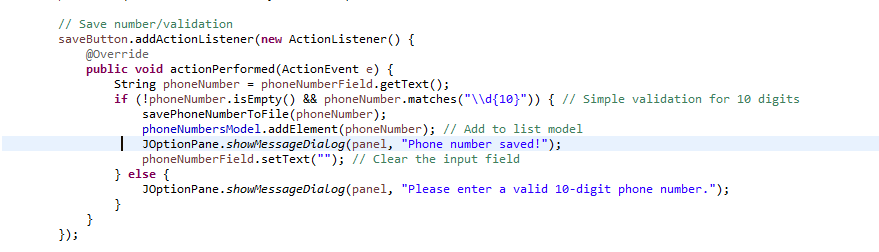 // Save number/validation
saveButton.addActionListener(new ActionListener() {
@Override
public void actionPerformed(ActionEvent e) {
String phoneNumber = phoneNumberField.getText();
if (!phoneNumber.isEmpty() && phoneNumber.matches("\\d{10}")) { // Simple validation for 10 digits
savePhoneNumberToFile(phoneNumber);
phoneNumbersModel.addElement(phoneNumber); // Add to list model
JOptionPane.showMessageDialog(panel, "Phone number saved!");
phoneNumberField.setText(""); // Clear the input field
} else {
JOptionPane.showMessageDialog(panel, "Please enter a valid 10-digit phone number.");
}
}
});